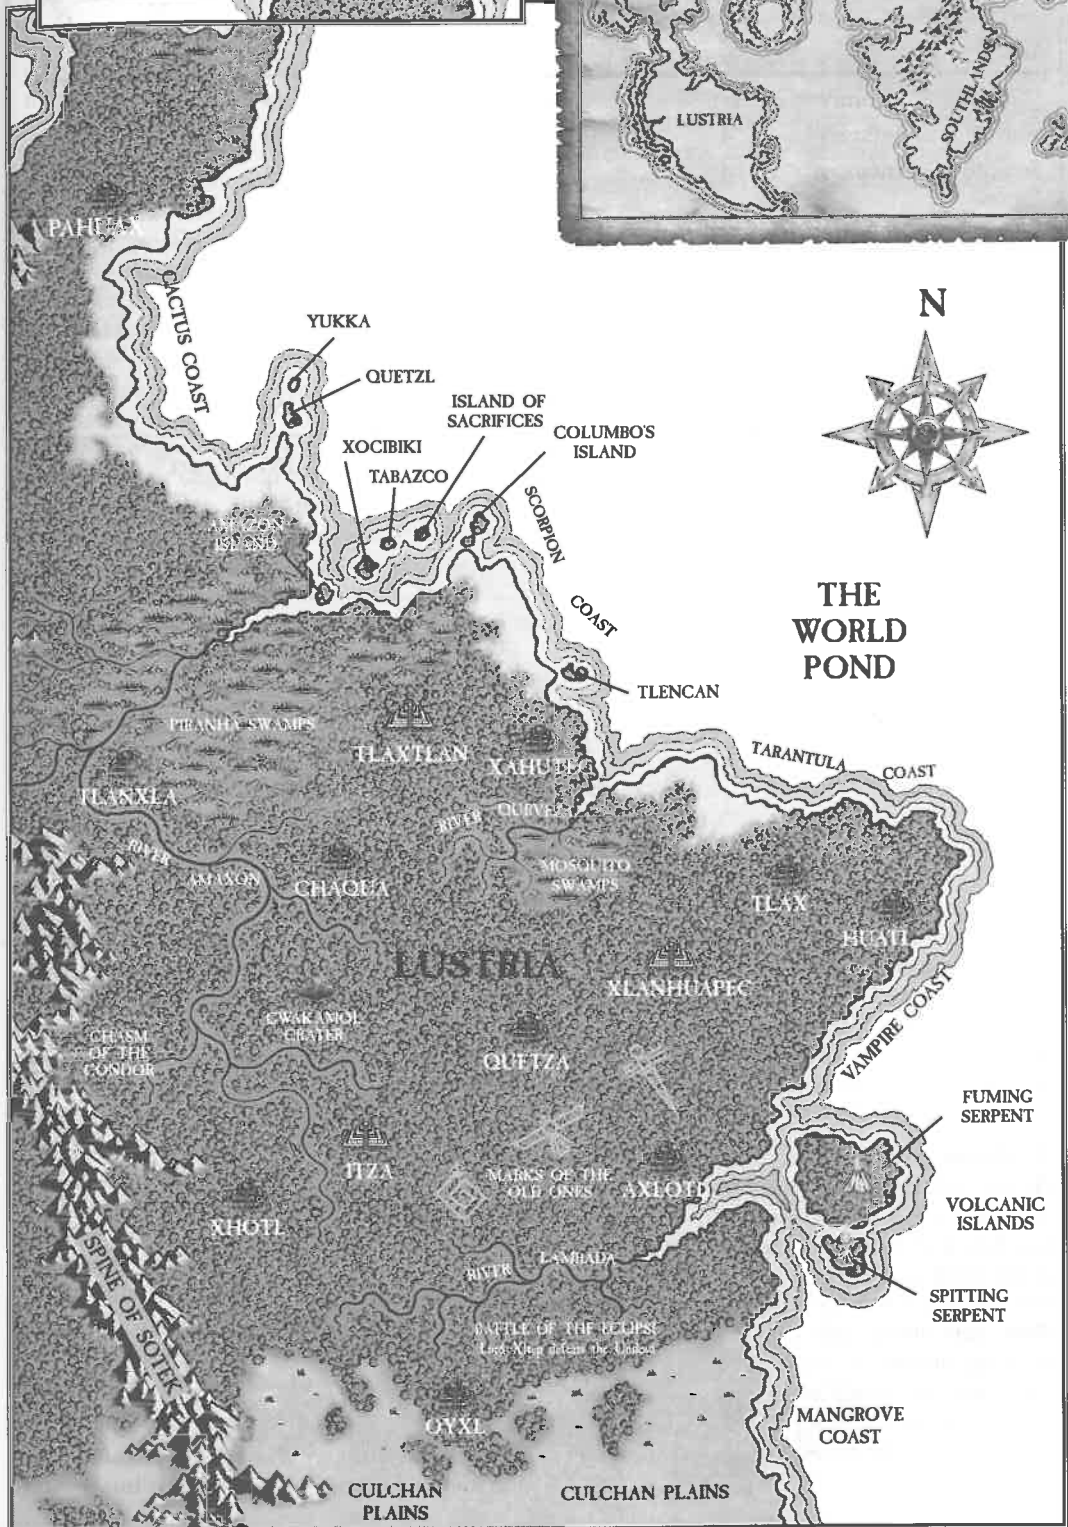 LUSTRIA
SOUTHLANDS
PAHUAX
CACTUS COAST
N
YUKKA
QUETZL
ISLAND OF
SACRIFICES
COLUMBO'S
ISLAND
XOCIBIKI
TABAZCO
SCORPION
COAST
AMAZON
ISLAND
THE
WORLD
POND
TLENCAN
PIRANHA SWAMPS
TLAXTLAN
XAHUTEC
TARANTULA
COAST
TLANXLA
RIVER
QURVEZA
RIVER
AMAXON
CHAQUA
MOSQUITO
SWAMPS
TLAX
HUATL
LUSTRIA
XLANHUAPEC
VAMPIRE COAST
GWAKAMOL
CRATER
CHASM
OF THE
CONDOR
QUETZA
FUMING
SERPENT
ITZA
MARKS OF THE
OLD ONES
AXLOTL
XHOTL
VOLCANIC
ISLANDS
SPINE OF SOTEK
RIVER
LAMBADA
SPITTING
SERPENT
BATTLE OF THE ECLIPSE
defeats the Undead
OYXL
MANGROVE
COAST
CULCHAN
PLAINS
CULCHAN PLAINS